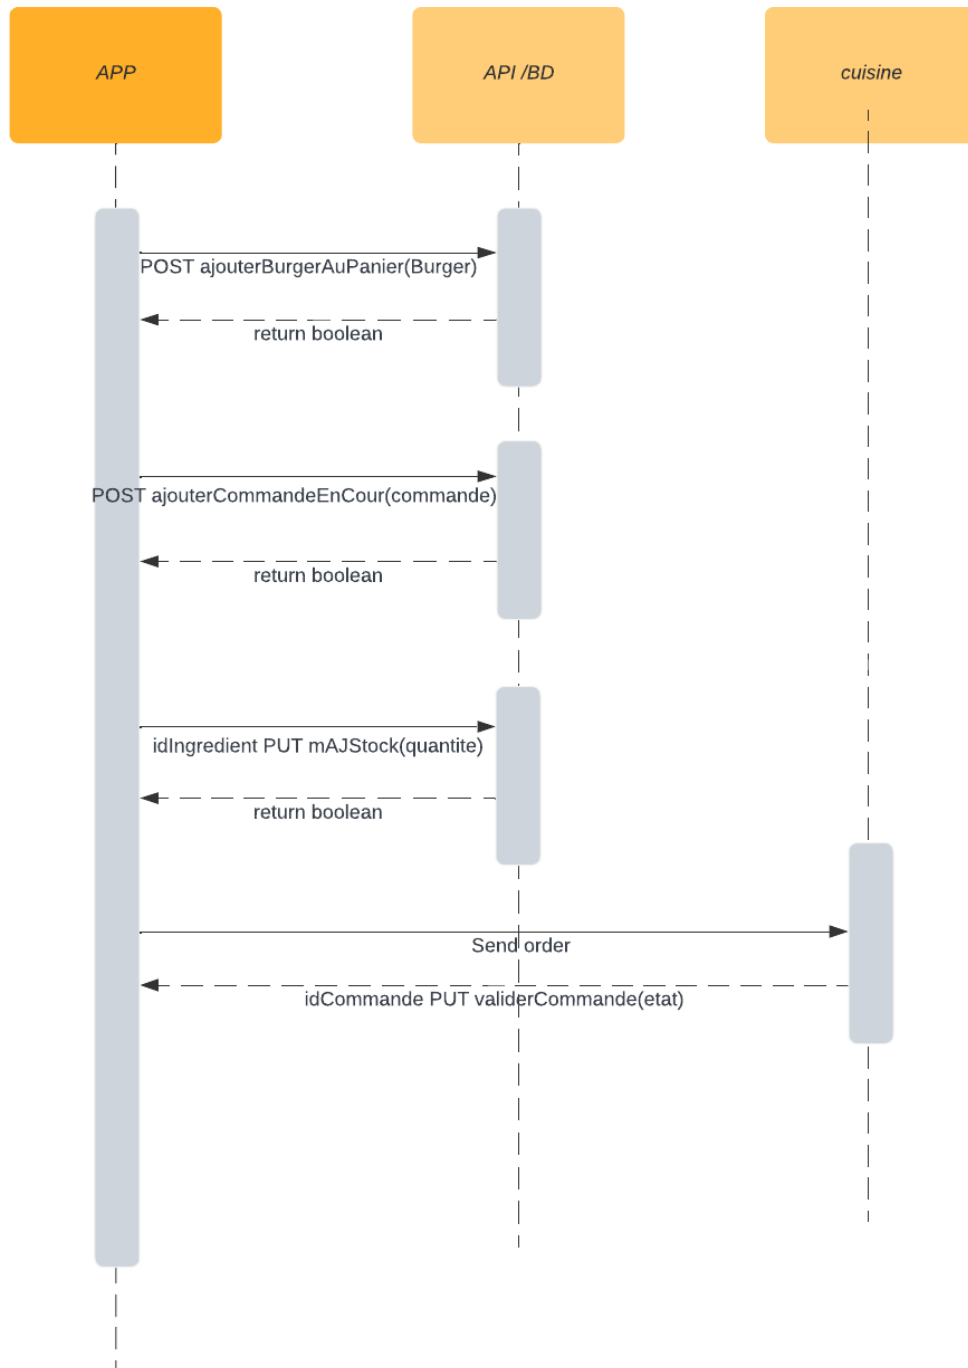 APP
API /BD
cuisine
POST ajouterBurgerAuPanier(Burger)
return boolean
POST ajouterCommandeEnCour(commande)
return boolean
idIngredient PUT mAJStock(quantite)
return boolean
Send order
idCommande PUT validerCommande(etat)